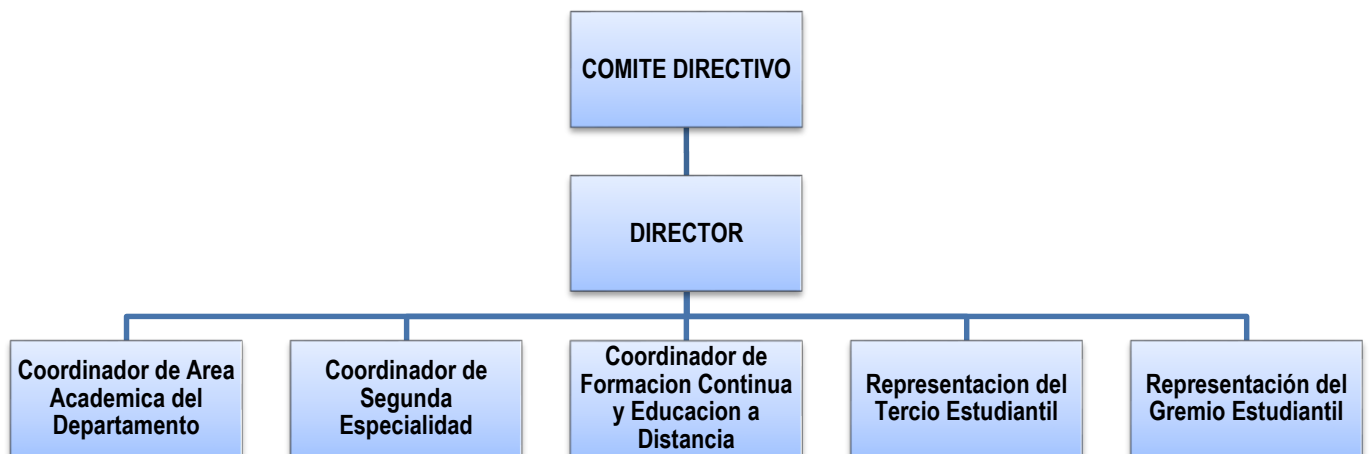 COMITE DIRECTIVO
DIRECTOR
Coordinador de Area
Academica del
Departamento
Coordinador de
Segunda
Especialidad
Coordinador de
Formacion Continua
y Educacion a
Distancia
Representacion del
Tercio Estudiantil
Representación del
Gremio Estudiantil